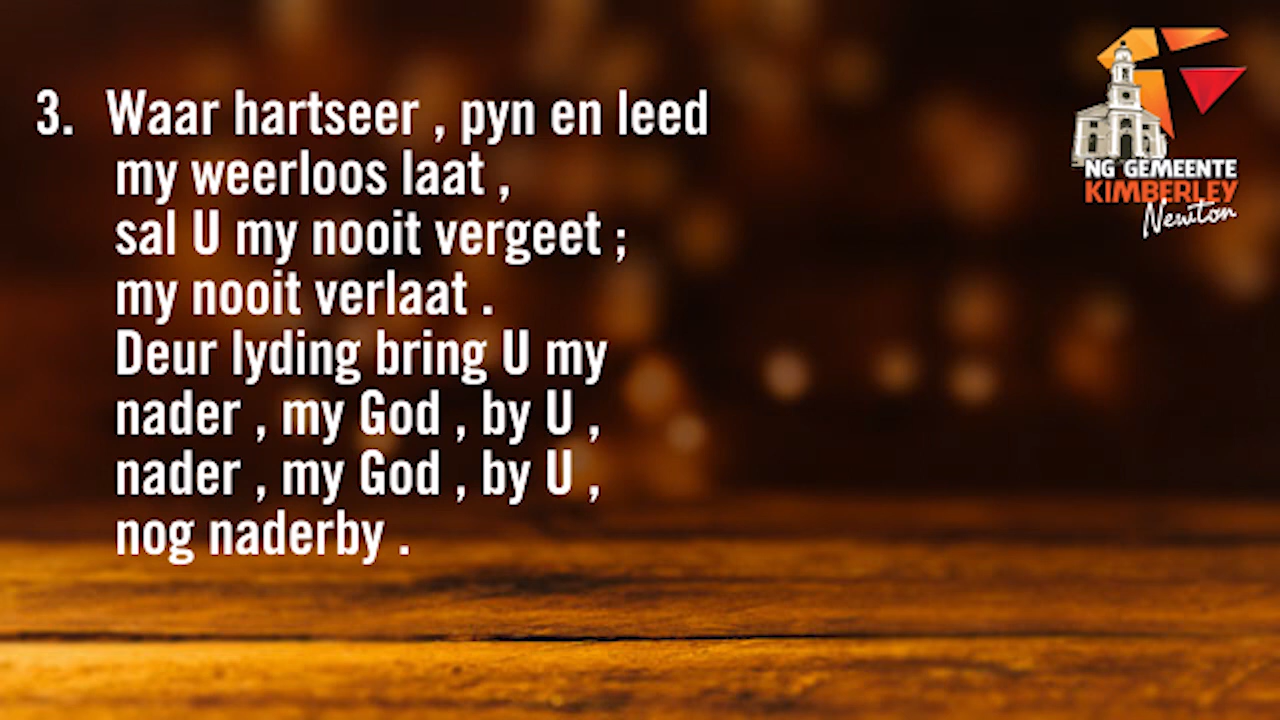 3. Waar hartseer , pyn en leed
my weerloos laat ,
sal U my nooit vergeet ;
my nooit verlaat .
Deur lyding bring U my
nader , my God , by U ,
nader , my God , by U ,
nog naderby .
NG GEMEENTE
KIMBERLEY
Newton